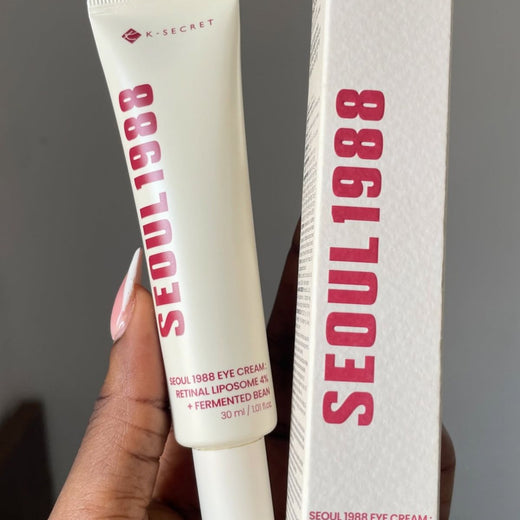 K-SECRET
SEOUL1988
SEOUL 1988 EYE CREAM :
RETINAL LIPOSOME 4%
+ FERMENTED BEAN
30 ml / 1.01 fl.oz
SEOUL1988
SEOUL 1988 EYE CREAM :